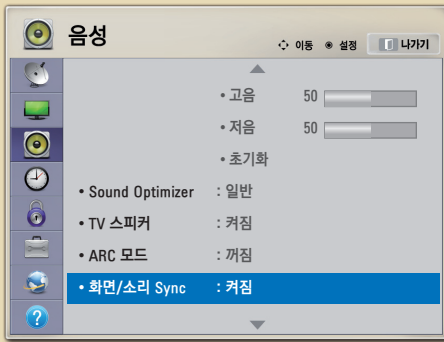 음성
이동 설정 나가기
• 고음 50
• 저음 50
• 초기화
• Sound Optimizer : 일반
• TV 스피커 : 켜짐
• ARC 모드 : 꺼짐
• 화면/소리 Sync : 켜짐
?